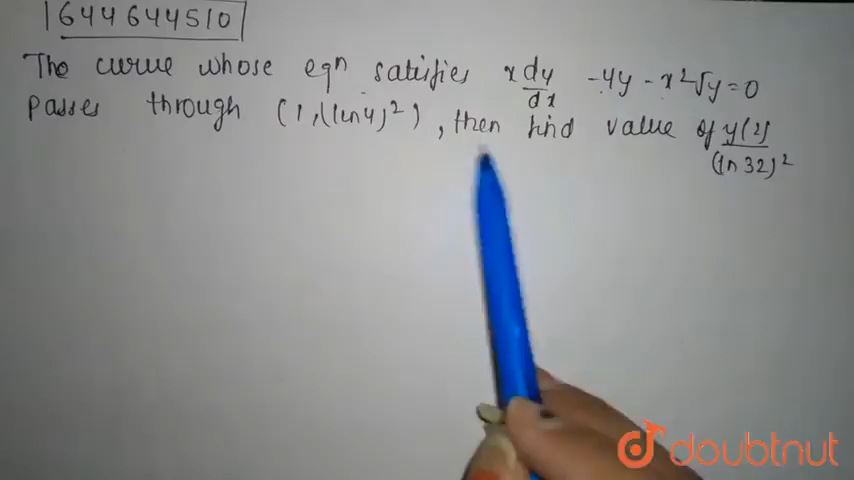 1644644510
The curve whose eqn satisfies x dy/dx - 4y - x²√y = 0
passes through (1, (ln4)²), then find value of y(2)/(ln 32)²
doubtnut